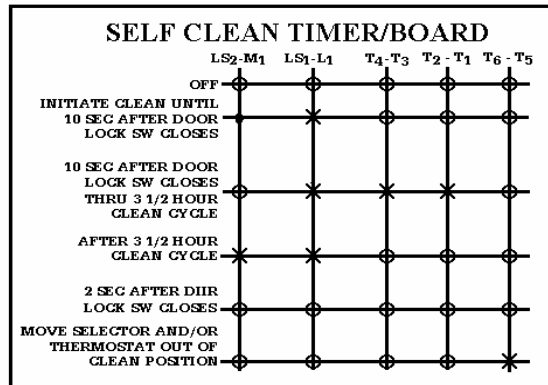 SELF CLEAN TIMER/BOARD
LS2-M1 LS1-L1 T4-T3 T2-T1 T6-T5
OFF
INITIATE CLEAN UNTIL
10 SEC AFTER DOOR
LOCK SW CLOSES
10 SEC AFTER DOOR
LOCK SW CLOSES
THRU 3 1/2 HOUR
CLEAN CYCLE
AFTER 3 1/2 HOUR
CLEAN CYCLE
2 SEC AFTER DIIR
LOCK SW CLOSES
MOVE SELECTOR AND/OR
THERMOSTAT OUT OF
CLEAN POSITION